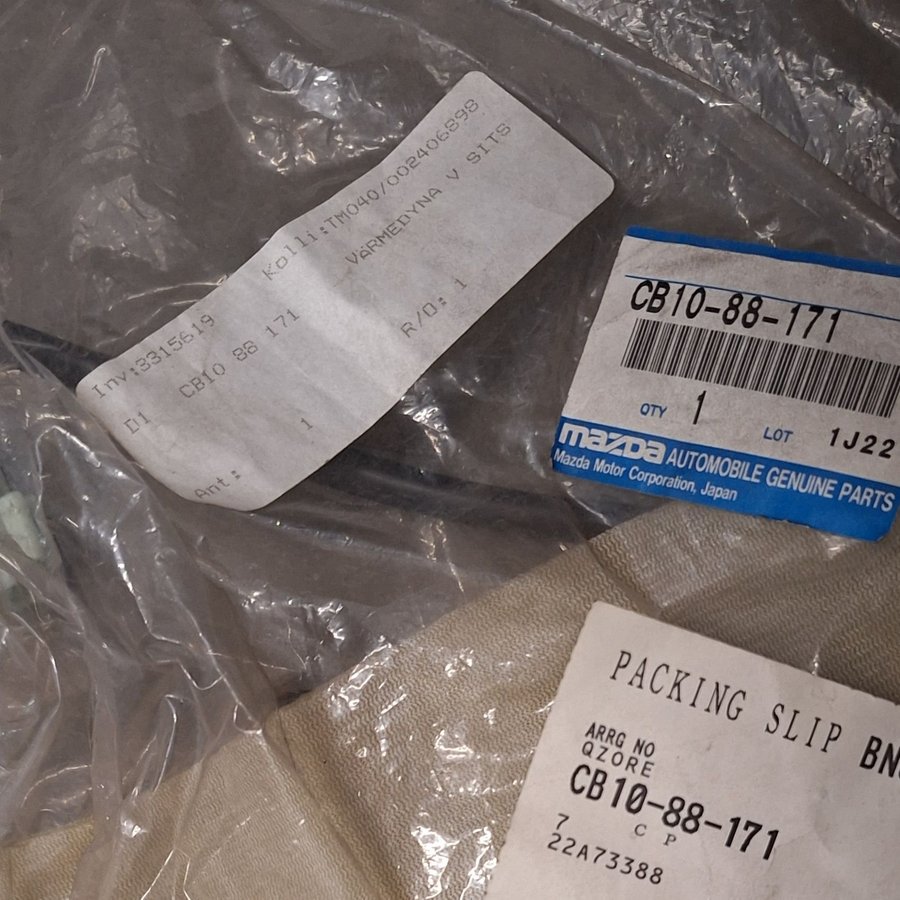 Kolli:TM040/002406898
Inv:3315619
VARMEDYNA V SITS
D1 CB10 88 171
R/D: 1
Ant: 1
CB10-88-171
QTY 1 LOT 1J22
mazda AUTOMOBILE GENUINE PARTS
Mazda Motor Corporation, Japan
PACKING SLIP
ARRG NO
QZORE
CB10-88-171
7 C P
22A73388